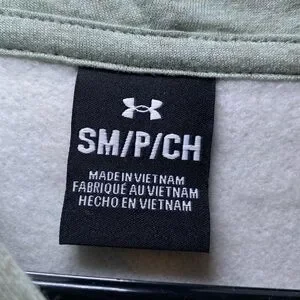 SM/P/CH
MADE IN VIETNAM
FABRIQUÉ AU VIETNAM
HECHO EN VIETNAM